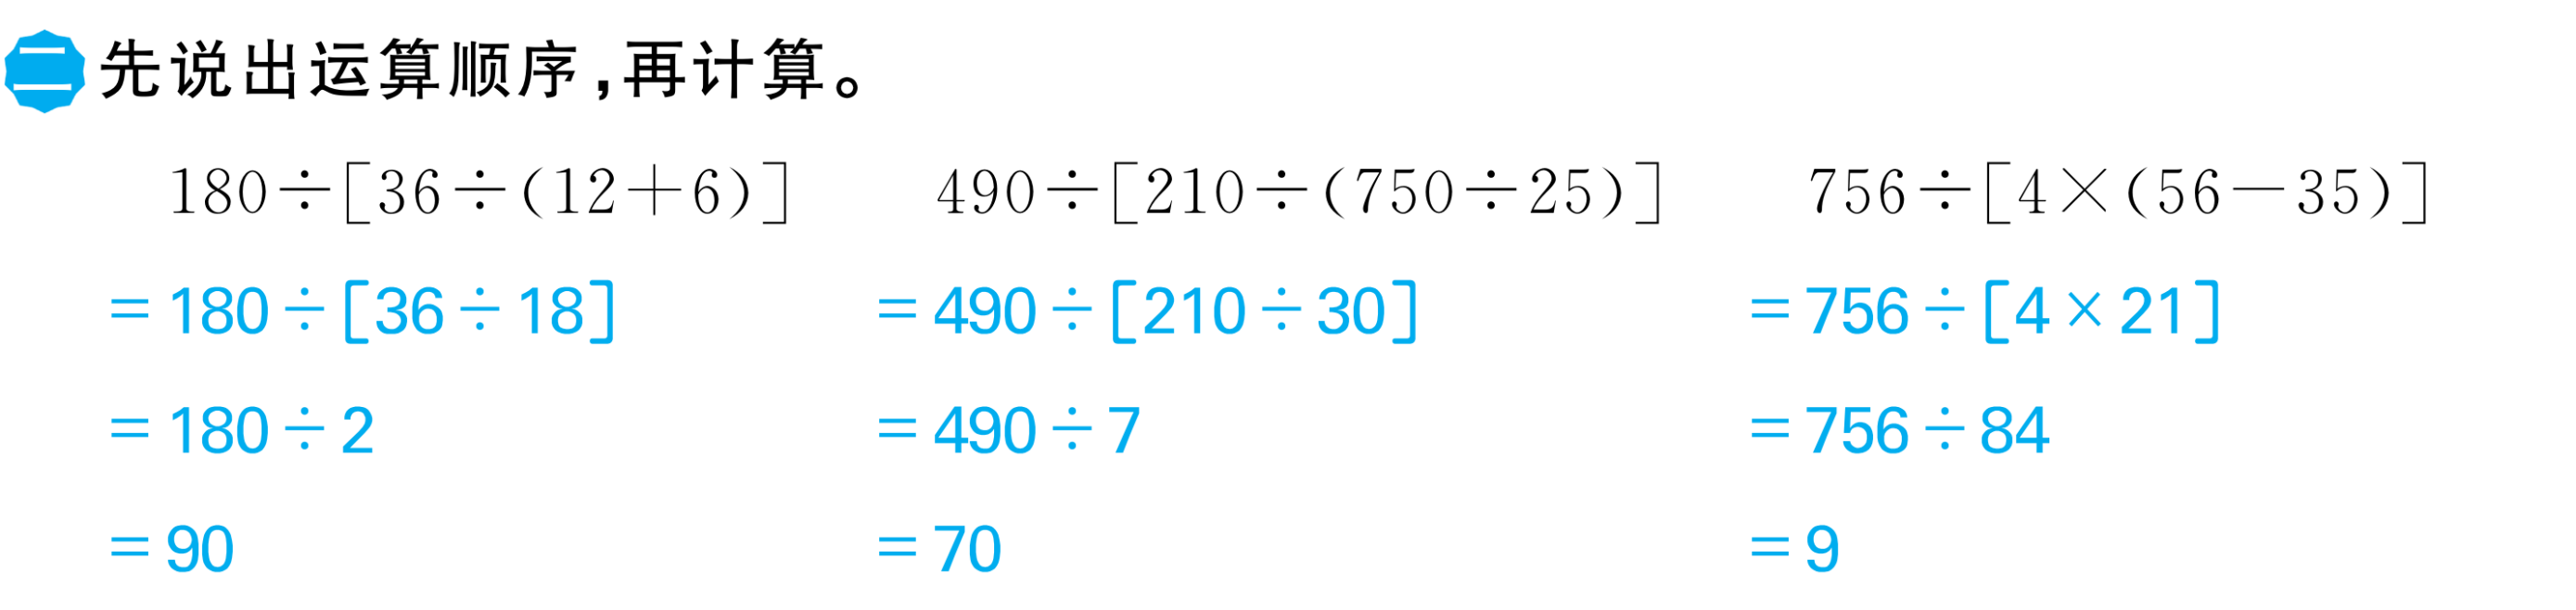 二 先说出运算顺序,再计算。
180÷[36÷(12+6)] 490÷[210÷(750÷25)] 756÷[4×(56－35)]
=180÷[36÷18] =490÷[210÷30] =756÷[4×21]
=180÷2 =490÷7 =756÷84
=90 =70 =9